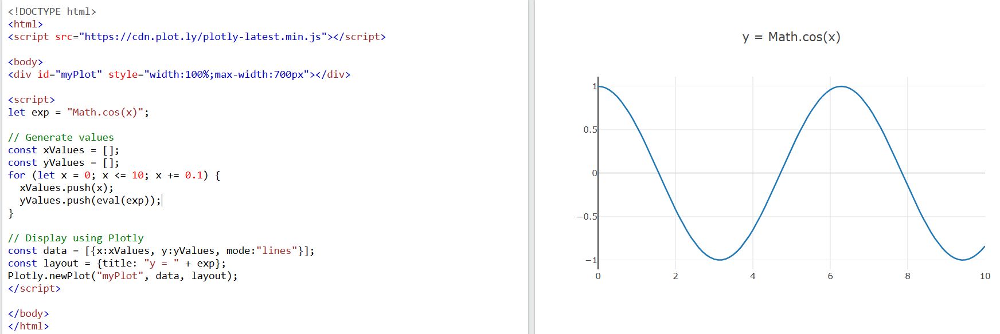 <!DOCTYPE html>
<html>
<script src="https://cdn.plot.ly/plotly-latest.min.js"></script>
<body>
<div id="myPlot" style="width:100%;max-width:700px"></div>
<script>
let exp = "Math.cos(x)";
// Generate values
const xValues = [];
const yValues = [];
for (let x = 0; x <= 10; x += 0.1) {
  xValues.push(x);
  yValues.push(eval(exp));
}
// Display using Plotly
const data = [{x:xValues, y:yValues, mode:"lines"}];
const layout = {title: "y = " + exp};
Plotly.newPlot("myPlot", data, layout);
</script>
</body>
</html>
y = Math.cos(x)
1
0.5
0
−0.5
−1
0 2 4 6 8 10